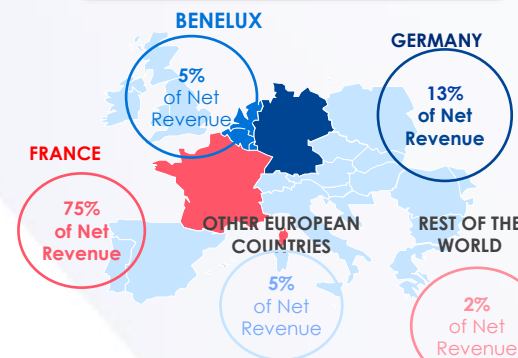 BENELUX
5%
of Net
Revenue
GERMANY
13%
of Net
Revenue
FRANCE
75%
of Net
Revenue
OTHER EUROPEAN
COUNTRIES
5%
of Net
Revenue
REST OF THE
WORLD
2%
of Net
Revenue